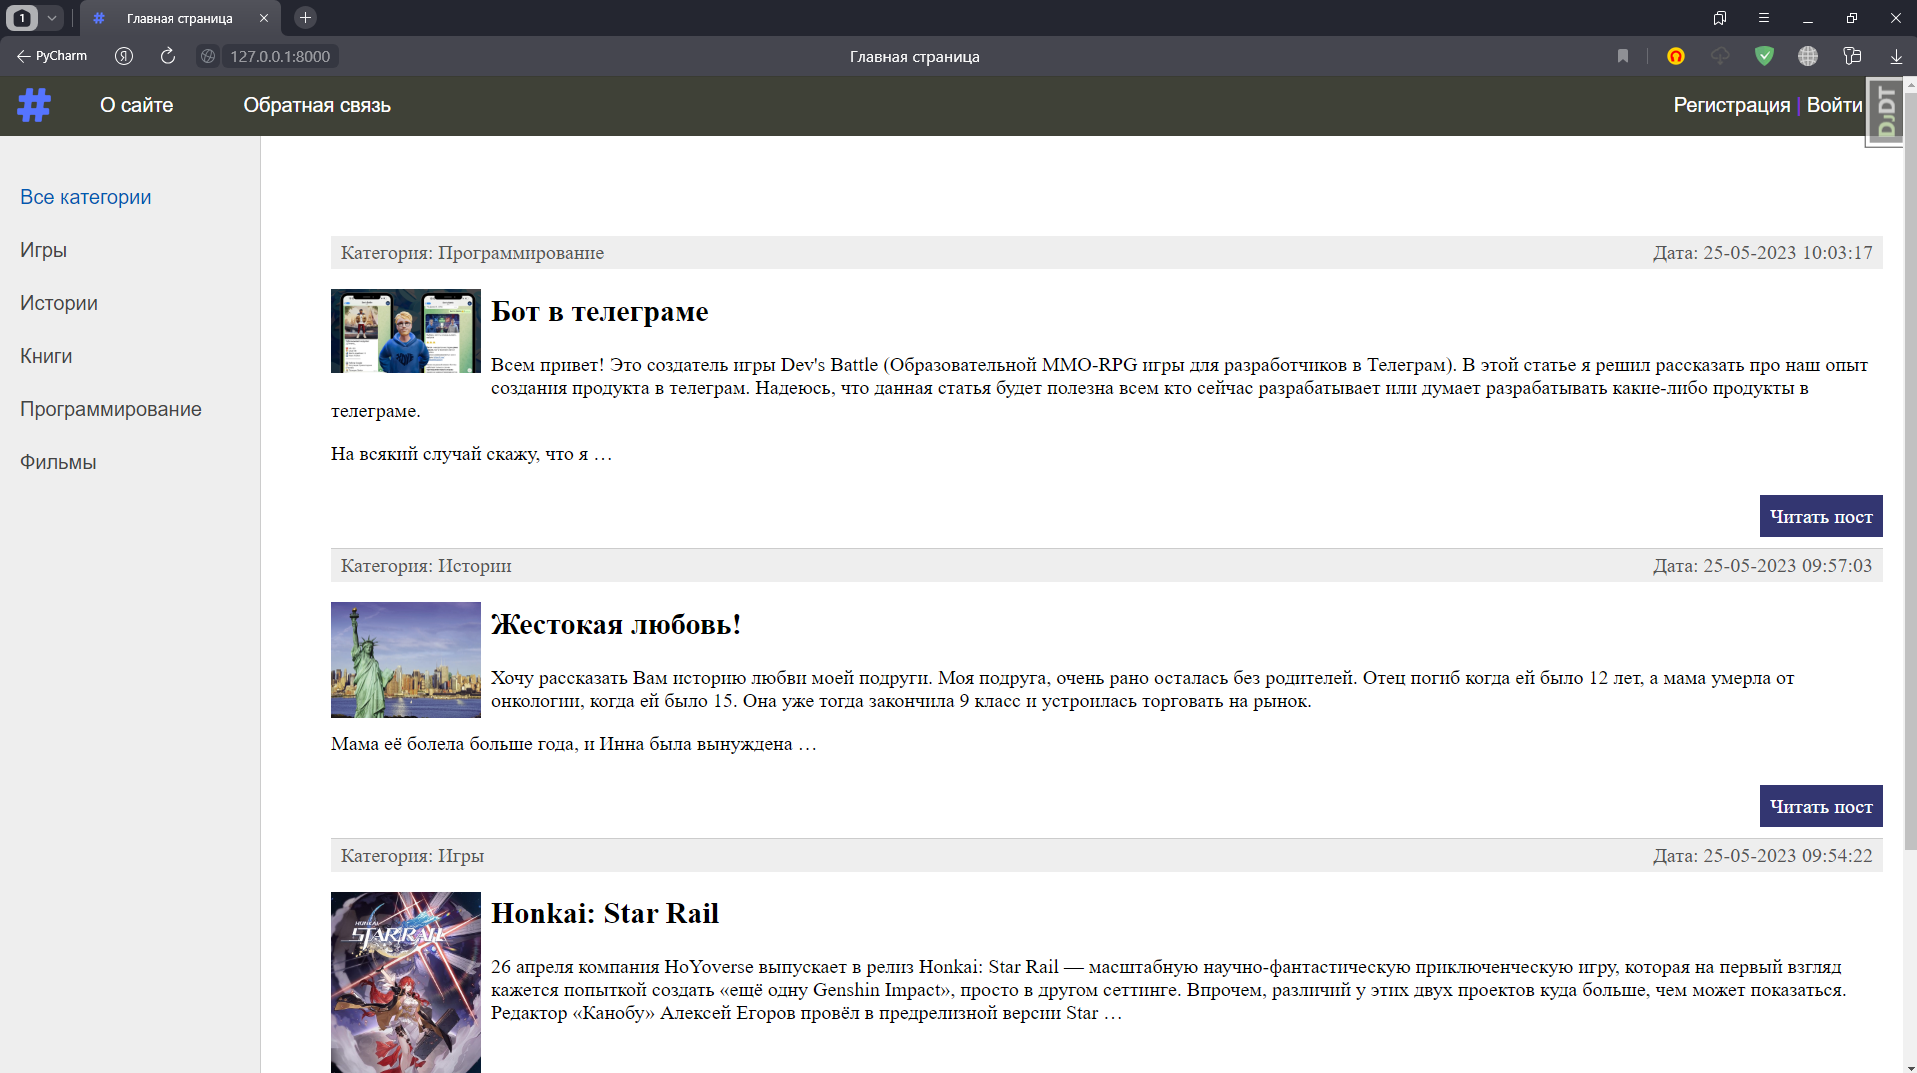 1
Главная страница
PyCharm
Я
127.0.0.1:8000
Главная страница
#
О сайте
Обратная связь
Регистрация | Войти
DjDT
Все категории
Игры
Истории
Книги
Программирование
Фильмы
Категория: Программирование
Дата: 25-05-2023 10:03:17
Бот в телеграме
Всем привет! Это создатель игры Dev's Battle (Образовательной MMO-RPG игры для разработчиков в Телеграм). В этой статье я решил рассказать про наш опыт
создания продукта в телеграм. Надеюсь, что данная статья будет полезна всем кто сейчас разрабатывает или думает разрабатывать какие-либо продукты в
телеграме.
На всякий случай скажу, что я …
Читать пост
Категория: Истории
Дата: 25-05-2023 09:57:03
Жестокая любовь!
Хочу рассказать Вам историю любви моей подруги. Моя подруга, очень рано осталась без родителей. Отец погиб когда ей было 12 лет, а мама умерла от
онкологии, когда ей было 15. Она уже тогда закончила 9 класс и устроилась торговать на рынок.
Мама её болела больше года, и Инна была вынуждена …
Читать пост
Категория: Игры
Дата: 25-05-2023 09:54:22
HONKAI:
STAR RAIL
Honkai: Star Rail
26 апреля компания HoYoverse выпускает в релиз Honkai: Star Rail — масштабную научно-фантастическую приключенческую игру, которая на первый взгляд
кажется попыткой создать «ещё одну Genshin Impact», просто в другом сеттинге. Впрочем, различий у этих двух проектов куда больше, чем может показаться.
Редактор «Канобу» Алексей Егоров провёл в предрелизной версии Star …